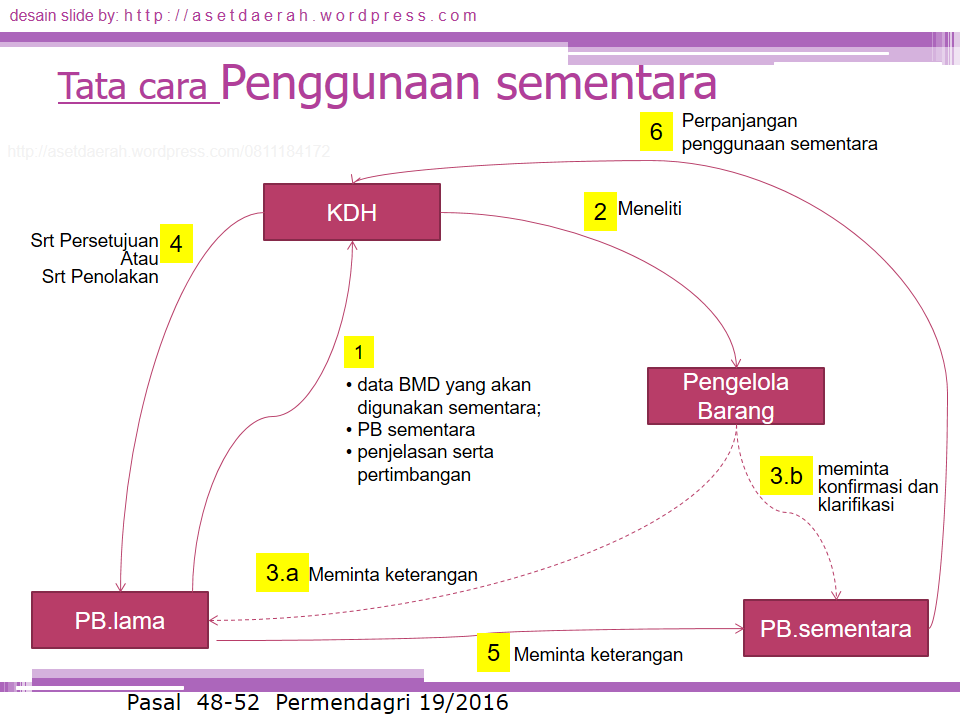 desain slide by: http://asetdaerah.wordpress.com
Tata cara Penggunaan sementara
http://asetdaerah.wordpress.com/0811184172
6
Perpanjangan
penggunaan sementara
KDH
2
Meneliti
4
Srt Persetujuan
Atau
Srt Penolakan
1
• data BMD yang akan
digunakan sementara;
• PB sementara
• penjelasan serta
pertimbangan
Pengelola
Barang
3.b
meminta
konfirmasi dan
klarifikasi
3.a
Meminta keterangan
PB.lama
PB.sementara
5
Meminta keterangan
Pasal 48-52 Permendagri 19/2016